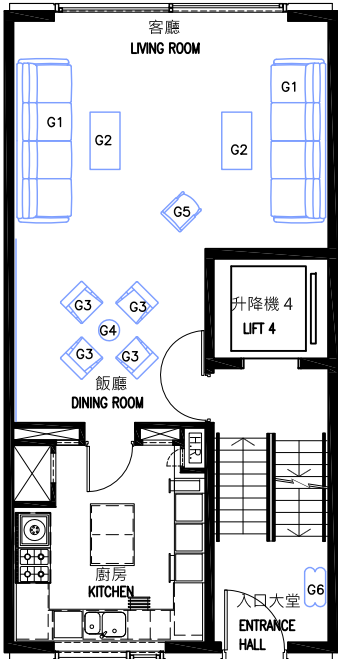 客廳
LIVING ROOM
G1
G1
G2
G2
G5
G3
G3
G4
G3
G3
升降機 4
LIFT 4
飯廳
DINING ROOM
E.L.R.
廚房
KITCHEN
G6
入口大堂
ENTRANCE
HALL